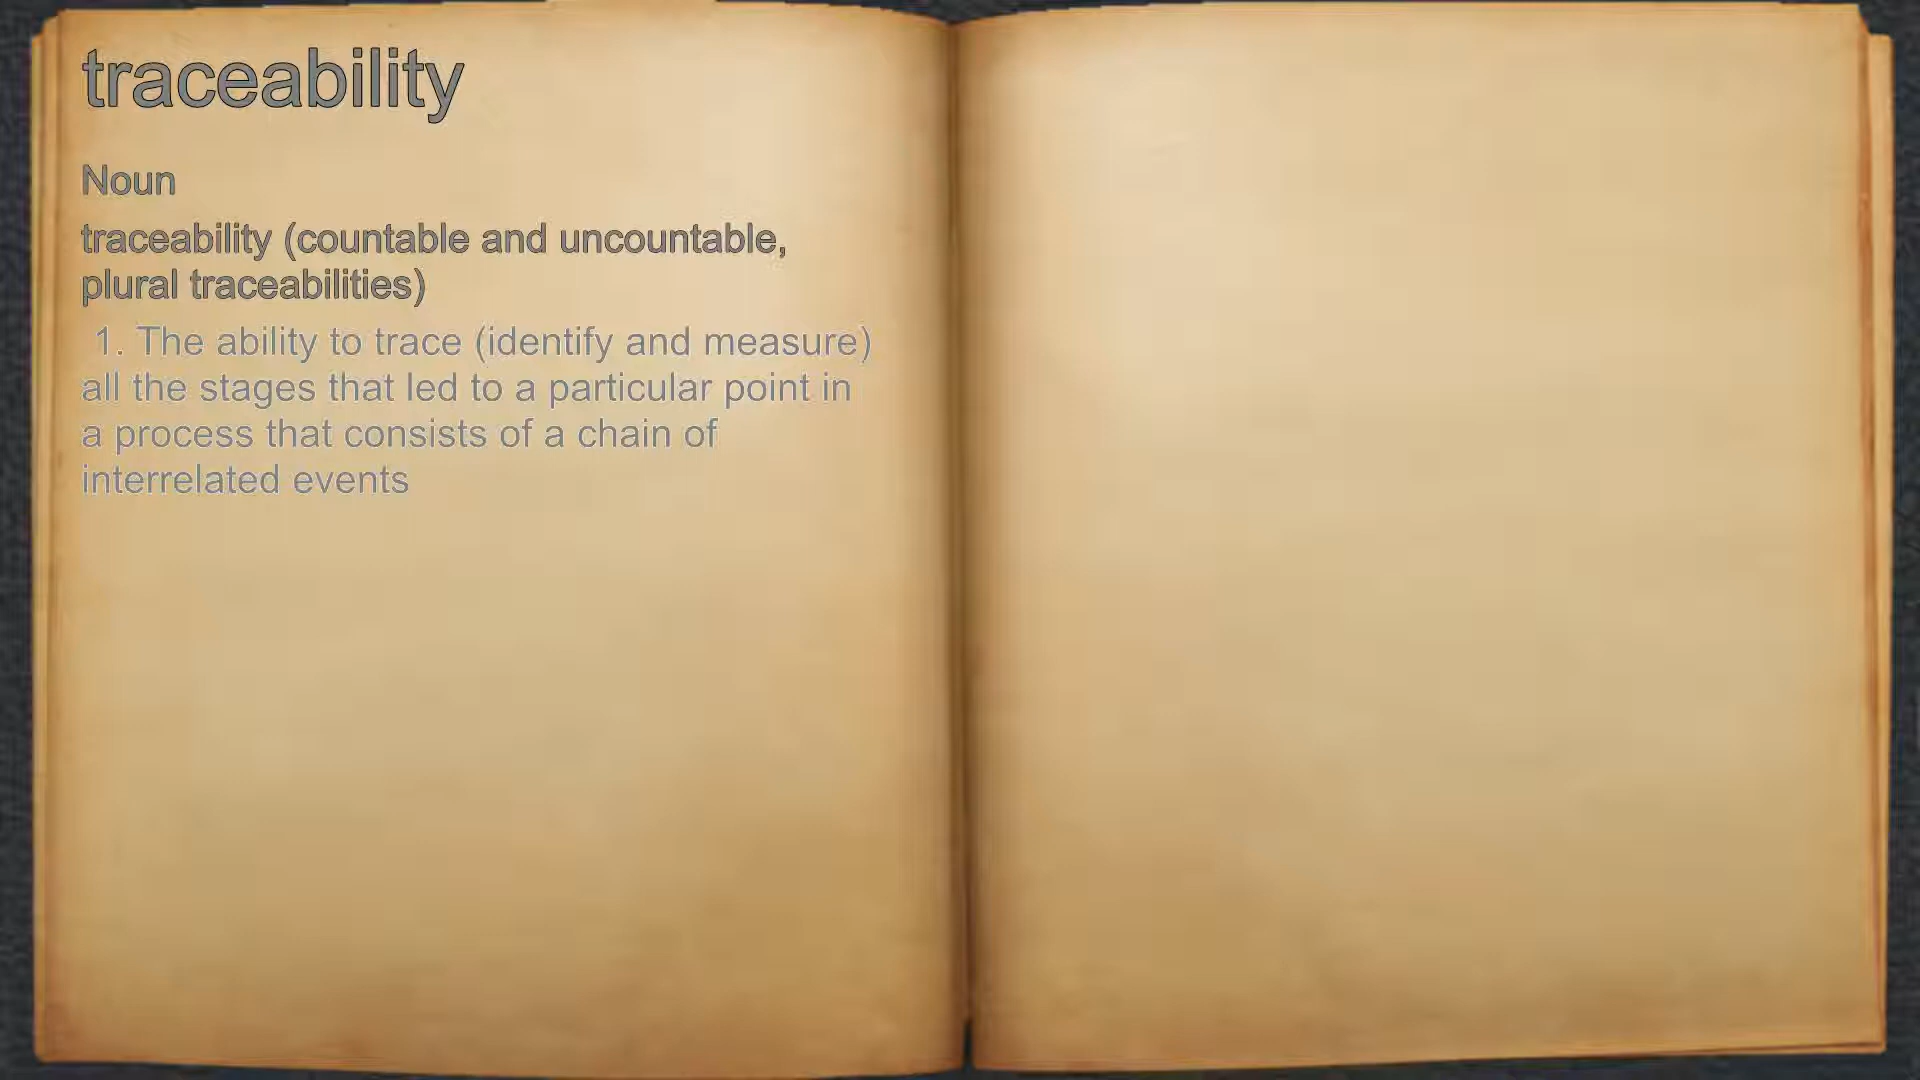 traceability
Noun
traceability (countable and uncountable,
plural traceabilities)
1. The ability to trace (identify and measure)
all the stages that led to a particular point in
a process that consists of a chain of
interrelated events